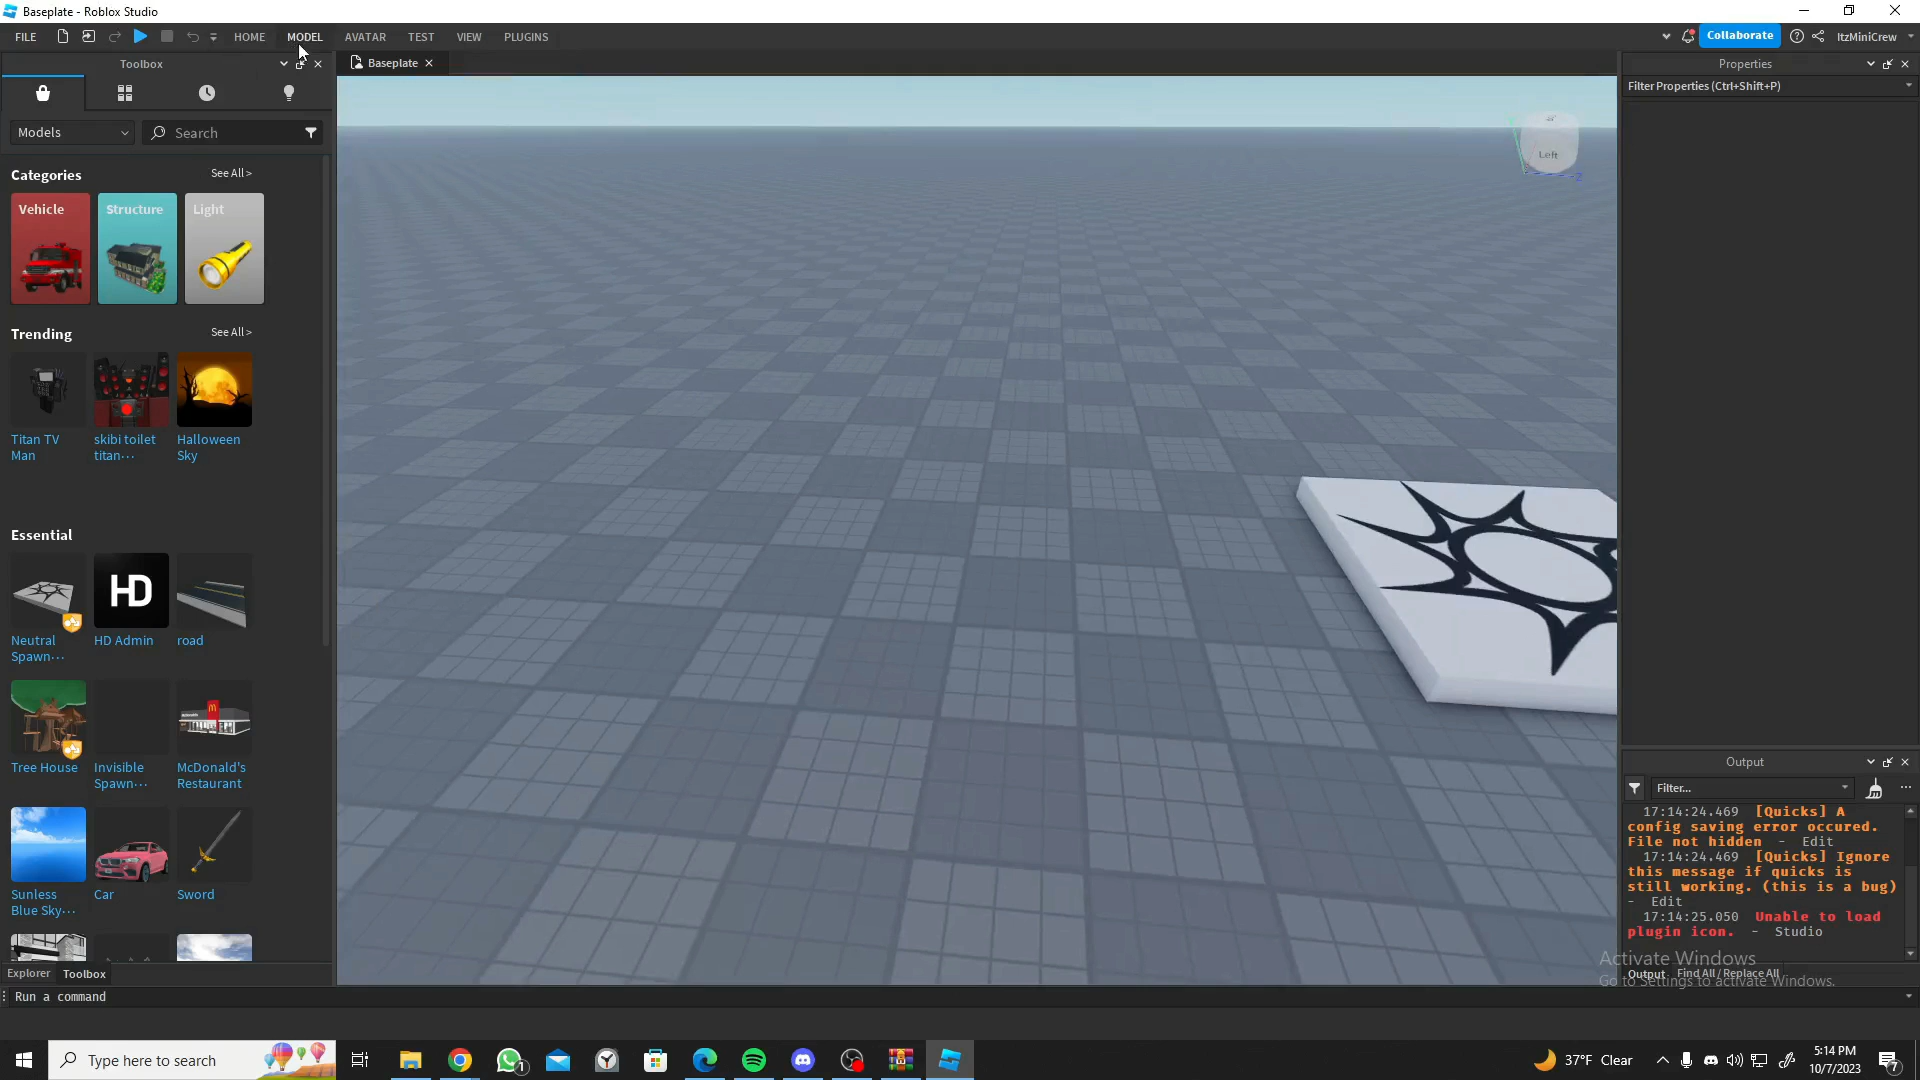 Baseplate - Roblox Studio
FILE HOME MODEL AVATAR TEST VIEW PLUGINS Collaborate ItzMiniCrew
Toolbox
Models Search
Categories See All >
Vehicle Structure Light
Trending See All >
Titan TV Man
skibi toilet titan...
Halloween Sky
Essential
HD
Neutral Spawn...
HD Admin
road
Tree House
Invisible Spawn...
McDonald's Restaurant
Sunless Blue Sky...
Car
Sword
Explorer Toolbox
Run a command
Baseplate
Left
Properties
Filter Properties (Ctrl+Shift+P)
Output
Filter...
17:14:24.469 [Quicks] A
config saving error occured.
File not hidden - Edit
17:14:24.469 [Quicks] Ignore
this message if quicks is
still working. (this is a bug)
- Edit
17:14:25.050 Unable to load
plugin icon. - Studio
Activate Windows
Go to Settings to activate Windows.
Output Find All / Replace All
Type here to search
1
37°F Clear
5:14 PM
10/7/2023
7